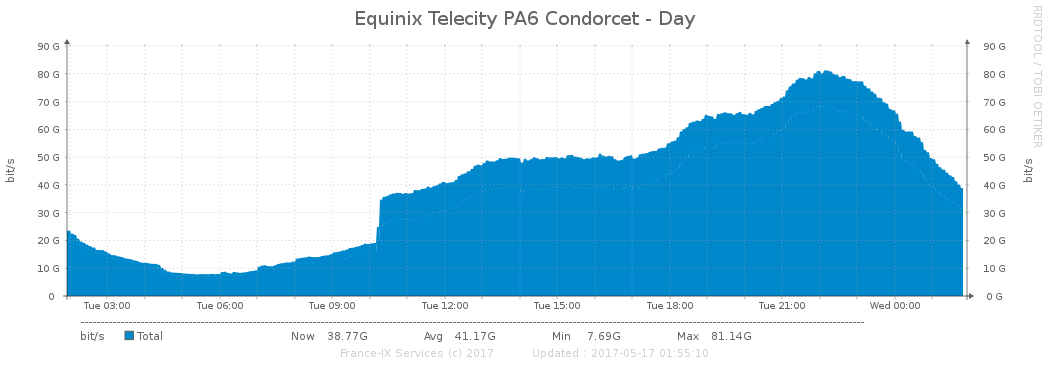 Equinix Telecity PA6 Condorcet - Day
RRDTOOL / TOBI OETIKER
90 G 90 G
80 G 80 G
70 G 70 G
60 G 60 G
50 G 50 G
40 G 40 G
30 G 30 G
20 G 20 G
10 G 10 G
0 0 G
bit/s bit/s
Tue 03:00 Tue 06:00 Tue 09:00 Tue 12:00 Tue 15:00 Tue 18:00 Tue 21:00 Wed 00:00
bit/s Total Now 38.77G Avg 41.17G Min 7.69G Max 81.14G
France-IX Services (c) 2017 Updated : 2017-05-17 01:55:10